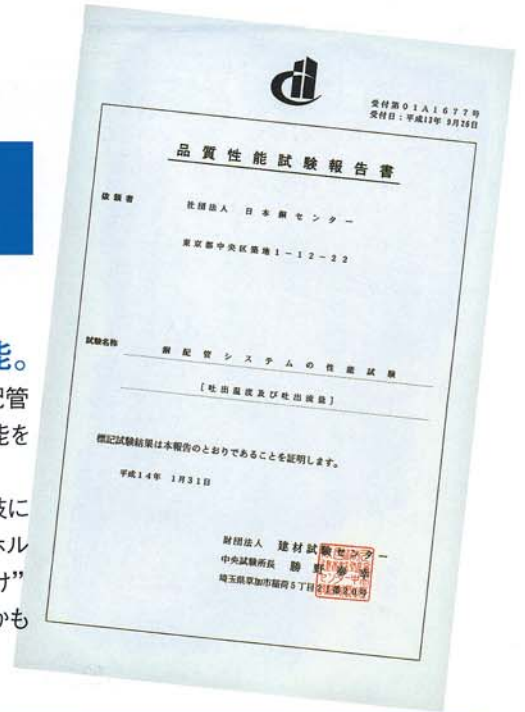 受付第01A1677号
受付日：平成13年 9月26日
品質性能試験報告書
依頼者
社団法人 日本銅センター
東京都中央区築地1-12-22
試験名称
銅配管システムの性能試験
[吐出温度及び吐出流量]
標記試験結果は本報告のとおりであることを証明します。
平成14年 1月31日
財団法人 建材試験センター
中央試験所長 勝野
埼玉県草加市稲荷5丁目21番20号
能。
配管
能を
技に
ホル
け”
かも